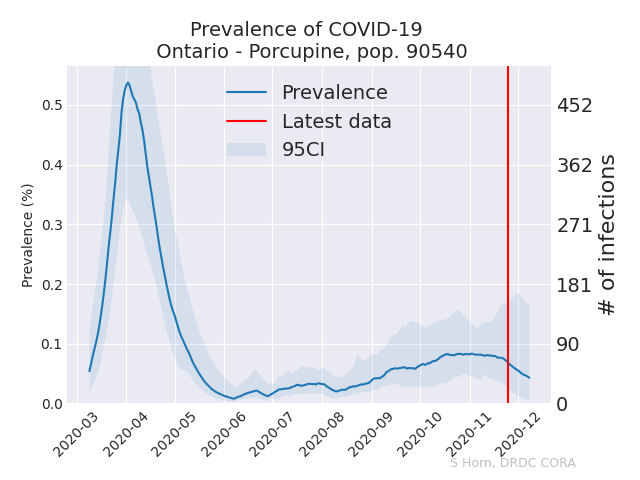 Prevalence of COVID-19
Ontario - Porcupine, pop. 90540
Prevalence
Latest data
95CI
Prevalence (%)
0.5
0.4
0.3
0.2
0.1
0.0
452
362
271
181
90
0
# of infections
2020-03
2020-04
2020-05
2020-06
2020-07
2020-08
2020-09
2020-10
2020-11
2020-12
S Horn, DRDC CORA